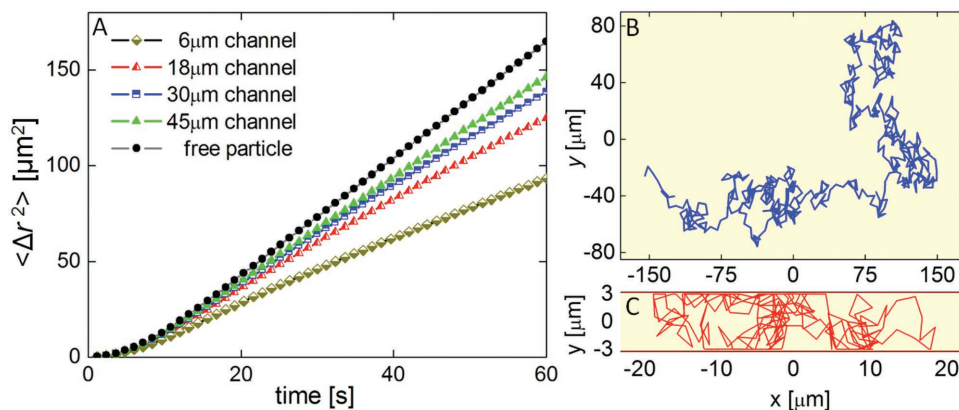 A
6μm channel
18μm channel
30μm channel
45μm channel
free particle
150
100
50
0
<Δr²> [μm²]
0 20 40 60
time [s]
B
80
40
0
-40
-80
y [μm]
-150 -75 0 75 150
C
3
0
-3
y [μm]
-20 -10 0 10 20
x [μm]